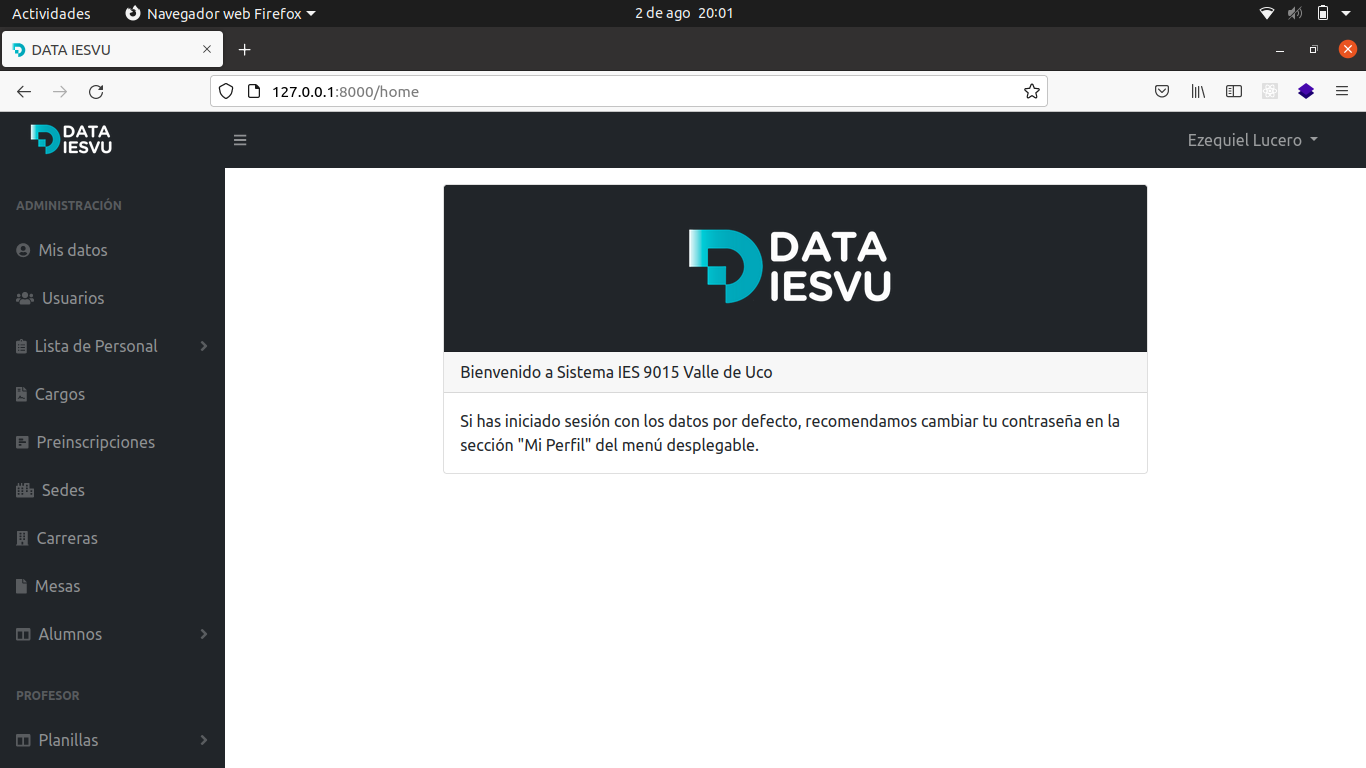 Actividades
Navegador web Firefox
2 de ago 20:01
DATA IESVU
127.0.0.1:8000/home
DATA
IESVU
Ezequiel Lucero
ADMINISTRACIÓN
Mis datos
Usuarios
Lista de Personal
Cargos
Preinscripciones
Sedes
Carreras
Mesas
Alumnos
PROFESOR
Planillas
DATA
IESVU
Bienvenido a Sistema IES 9015 Valle de Uco
Si has iniciado sesión con los datos por defecto, recomendamos cambiar tu contraseña en la
sección "Mi Perfil" del menú desplegable.